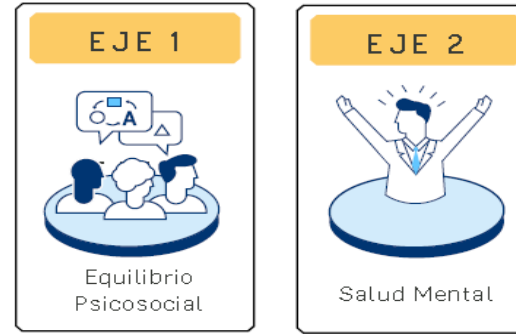 EJE 1
A
Equilibrio
Psicosocial
EJE 2
Salud Mental